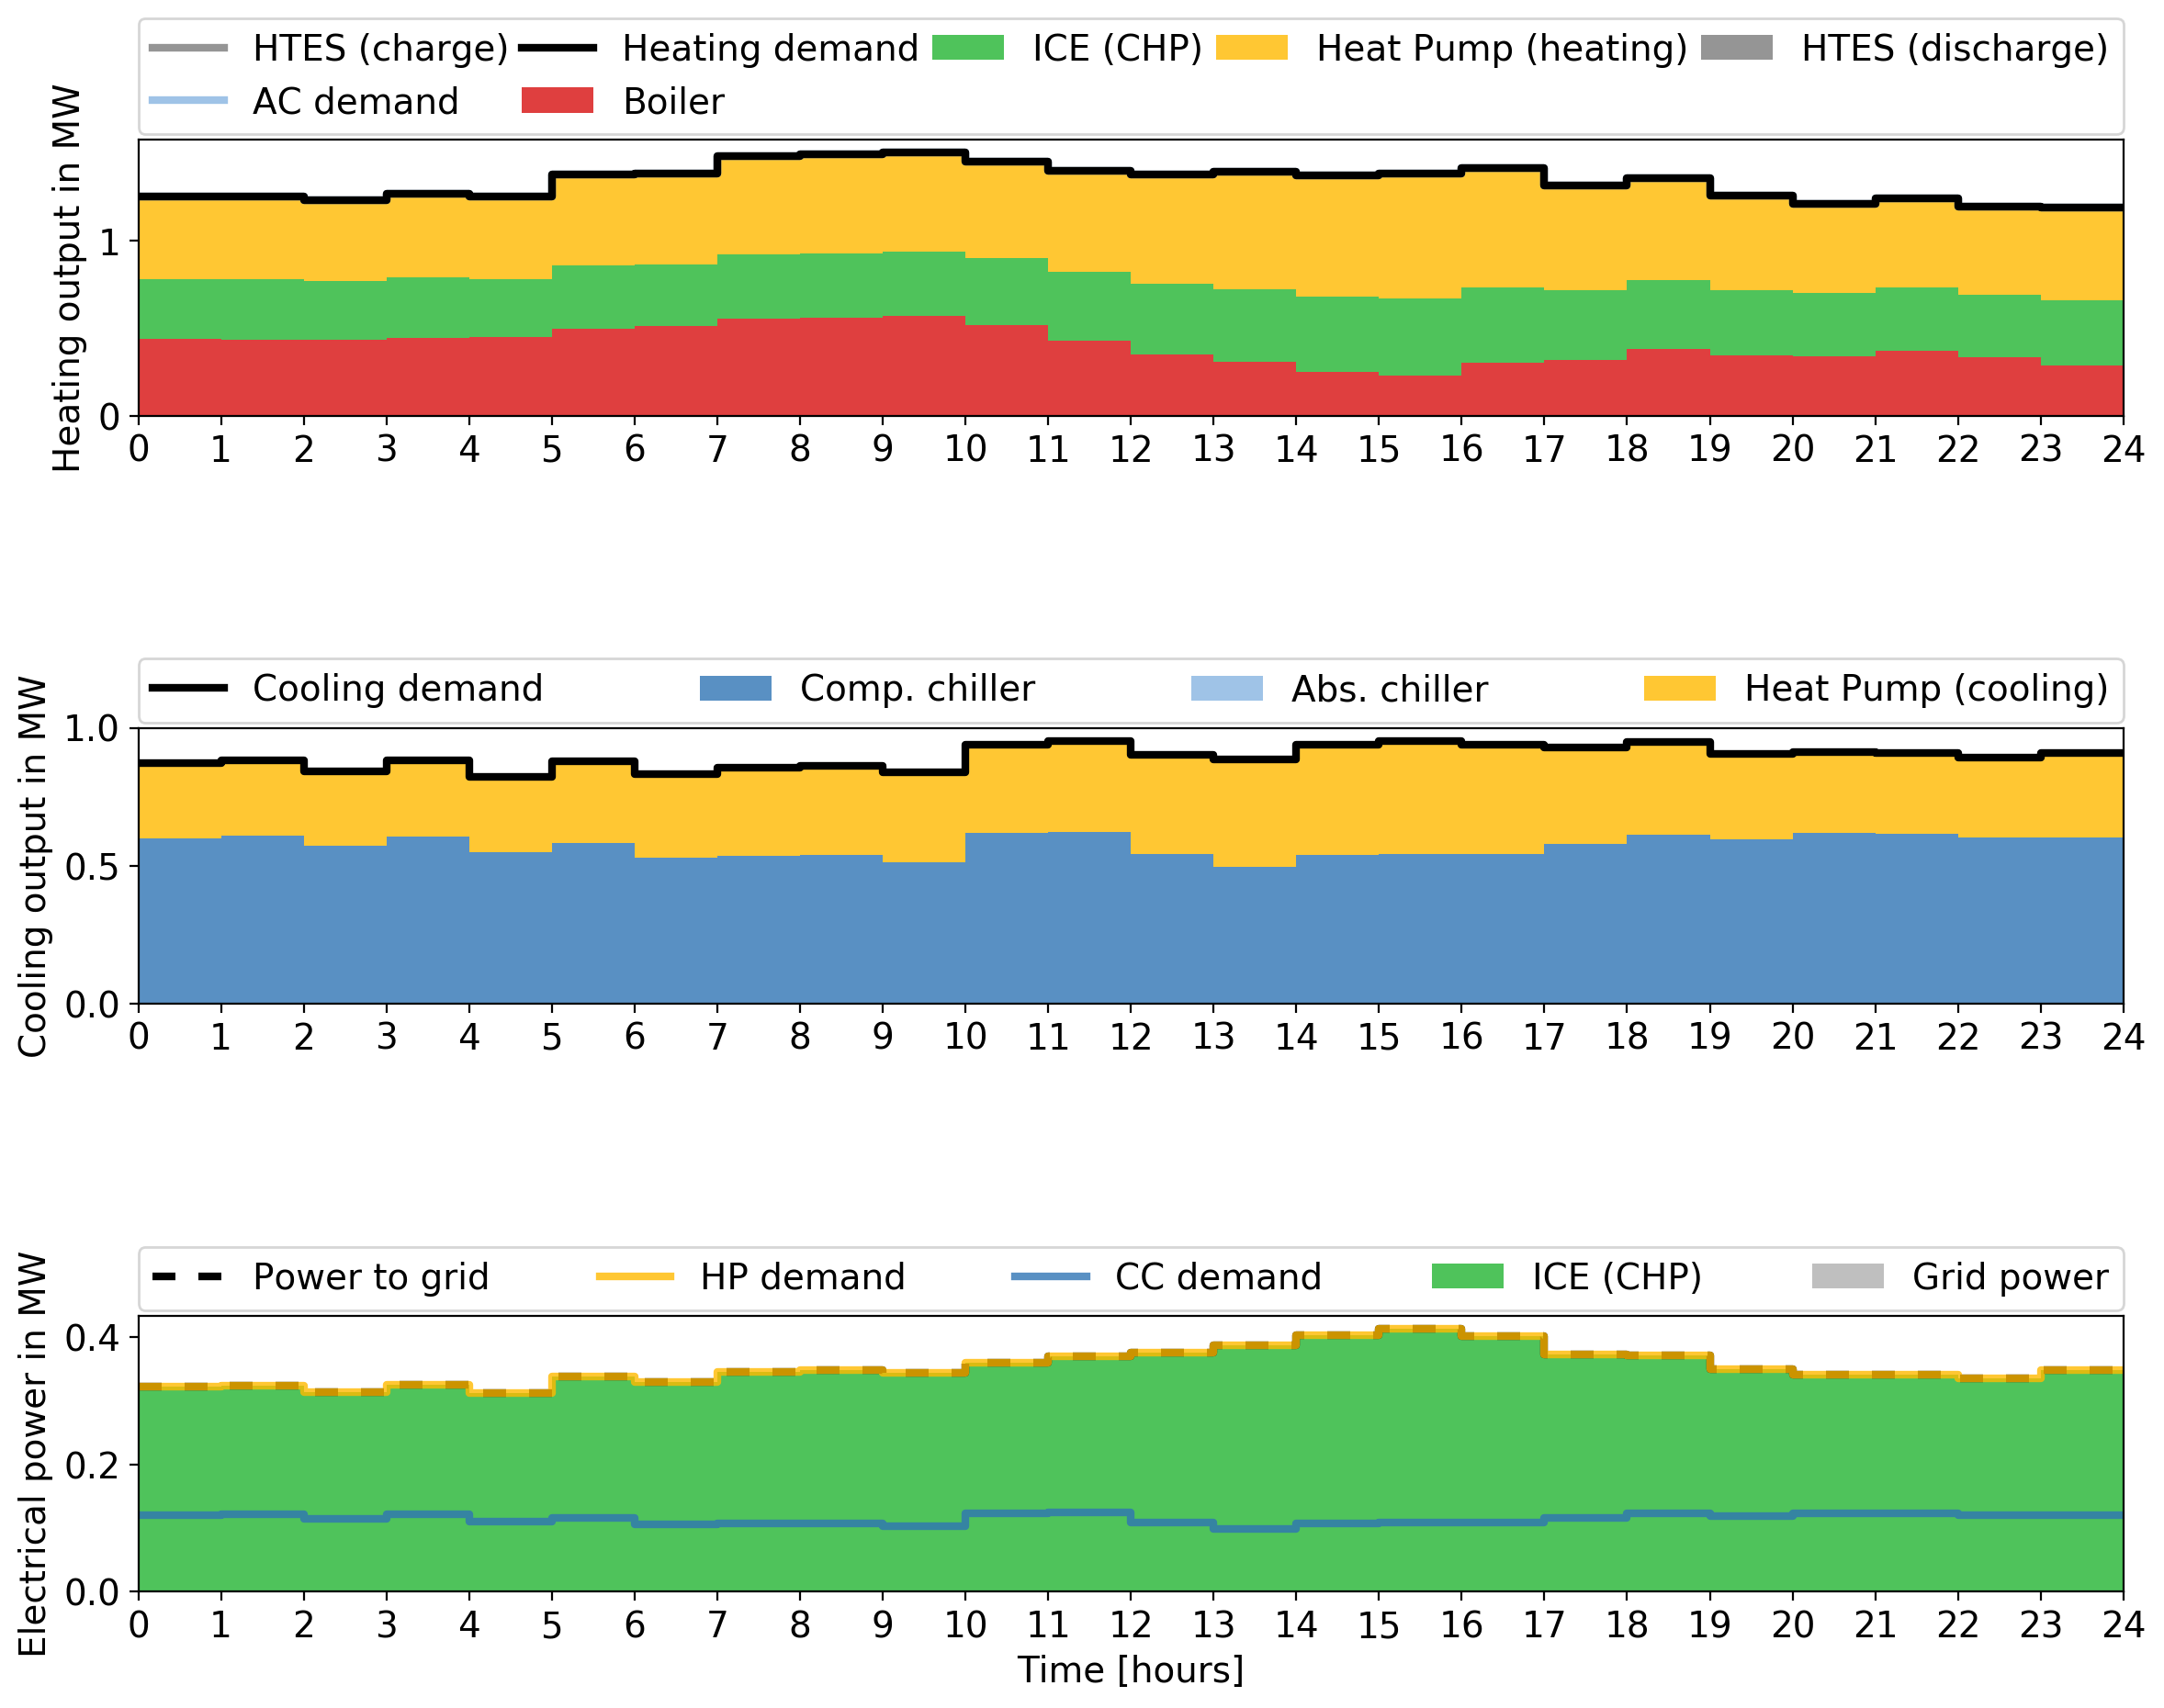 HTES (charge) Heating demand ICE (CHP) Heat Pump (heating) HTES (discharge)
AC demand Boiler
Heating output in MW
1
0
0 1 2 3 4 5 6 7 8 9 10 11 12 13 14 15 16 17 18 19 20 21 22 23 24
Cooling demand Comp. chiller Abs. chiller Heat Pump (cooling)
Cooling output in MW
1.0
0.5
0.0
0 1 2 3 4 5 6 7 8 9 10 11 12 13 14 15 16 17 18 19 20 21 22 23 24
Power to grid HP demand CC demand ICE (CHP) Grid power
Electrical power in MW
0.4
0.2
0.0
0 1 2 3 4 5 6 7 8 9 10 11 12 13 14 15 16 17 18 19 20 21 22 23 24
Time [hours]